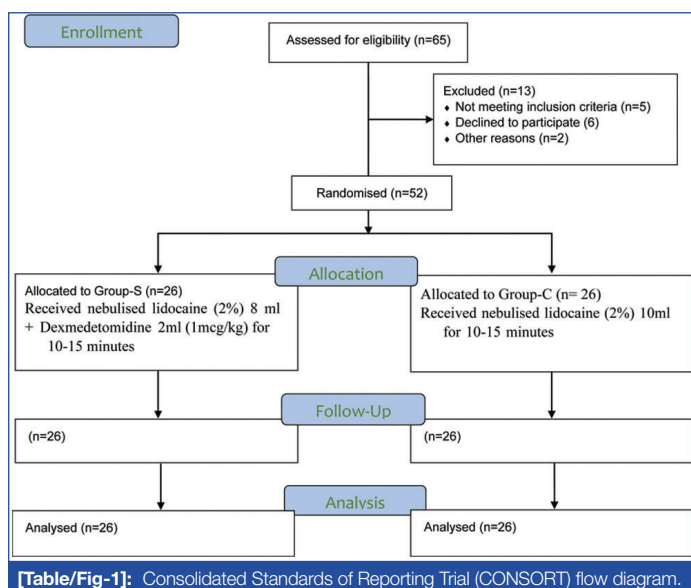 Enrollment
Assessed for eligibility (n=65)
Excluded (n=13)
♦ Not meeting inclusion criteria (n=5)
♦ Declined to participate (6)
♦ Other reasons (n=2)
Randomised (n=52)
Allocation
Allocated to Group-S (n=26)
Received nebulised lidocaine (2%) 8 ml
+ Dexmedetomidine 2ml (1mcg/kg) for
10-15 minutes
Allocated to Group-C (n= 26)
Received nebulised lidocaine (2%) 10ml
for 10-15 minutes
Follow-Up
(n=26)
(n=26)
Analysis
Analysed (n=26)
Analysed (n=26)
[Table/Fig-1]: Consolidated Standards of Reporting Trial (CONSORT) flow diagram.